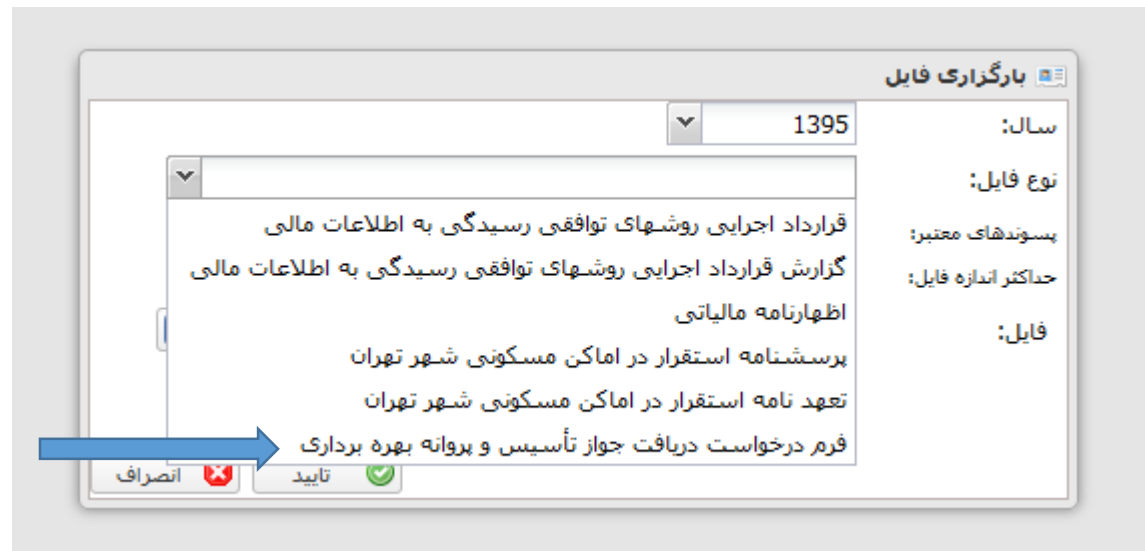 بارگزاری فایل
سال: 1395
نوع فایل:
قرارداد اجرایی روشهای توافقی رسیدگی به اطلاعات مالی
پسوندهای معتبر:
گزارش قرارداد اجرایی روشهای توافقی رسیدگی به اطلاعات مالی
حداکثر اندازه فایل:
اظهارنامه مالیاتی
فایل:
پرسشنامه استقرار در اماکن مسکونی شهر تهران
تعهد نامه استقرار در اماکن مسکونی شهر تهران
فرم درخواست دریافت جواز تأسیس و پروانه بهره برداری
تایید انصراف